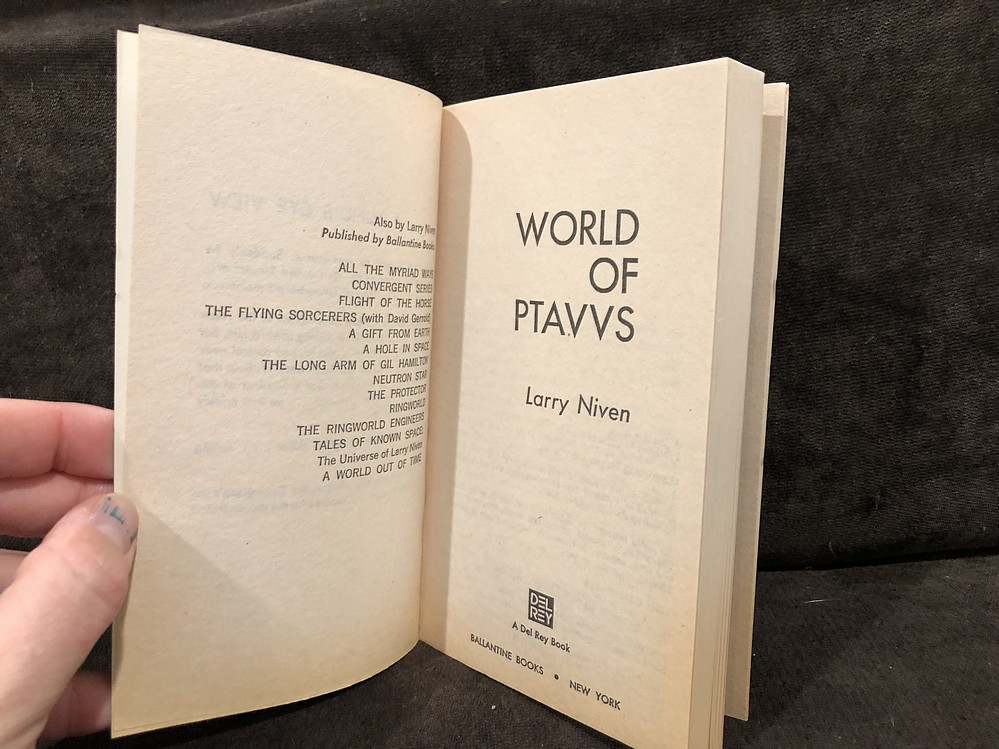 Also by Larry Niven
Published by Ballantine Books
ALL THE MYRIAD WAYS
CONVERGENT SERIES
FLIGHT OF THE HORSE
THE FLYING SORCERERS (with David Gerrold)
A GIFT FROM EARTH
A HOLE IN SPACE
THE LONG ARM OF GIL HAMILTON
NEUTRON STAR
THE PROTECTOR
RINGWORLD
THE RINGWORLD ENGINEERS
TALES OF KNOWN SPACE:
The Universe of Larry Niven
A WORLD OUT OF TIME
WORLD
OF
PTAVVS
Larry Niven
DEL
REY
A Del Rey Book
BALLANTINE BOOKS • NEW YORK